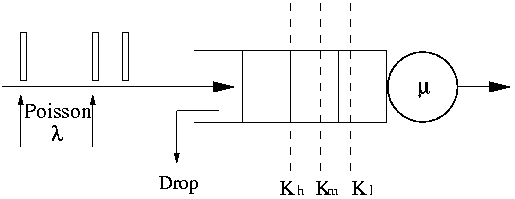 Poisson
λ
μ
Drop
Kh Km Kl